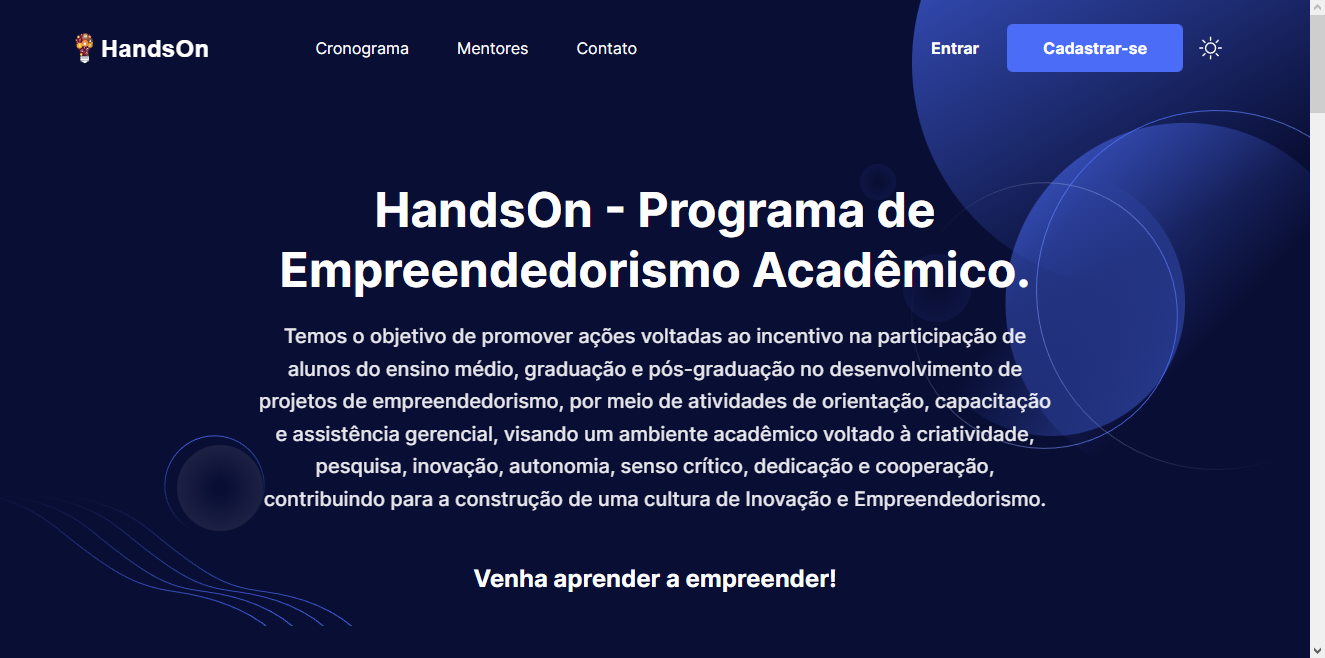 HandsOn
Cronograma
Mentores
Contato
Entrar
Cadastrar-se
HandsOn - Programa de
Empreendedorismo Acadêmico.
Temos o objetivo de promover ações voltadas ao incentivo na participação de
alunos do ensino médio, graduação e pós-graduação no desenvolvimento de
projetos de empreendedorismo, por meio de atividades de orientação, capacitação
e assistência gerencial, visando um ambiente acadêmico voltado à criatividade,
pesquisa, inovação, autonomia, senso crítico, dedicação e cooperação,
contribuindo para a construção de uma cultura de Inovação e Empreendedorismo.
Venha aprender a empreender!